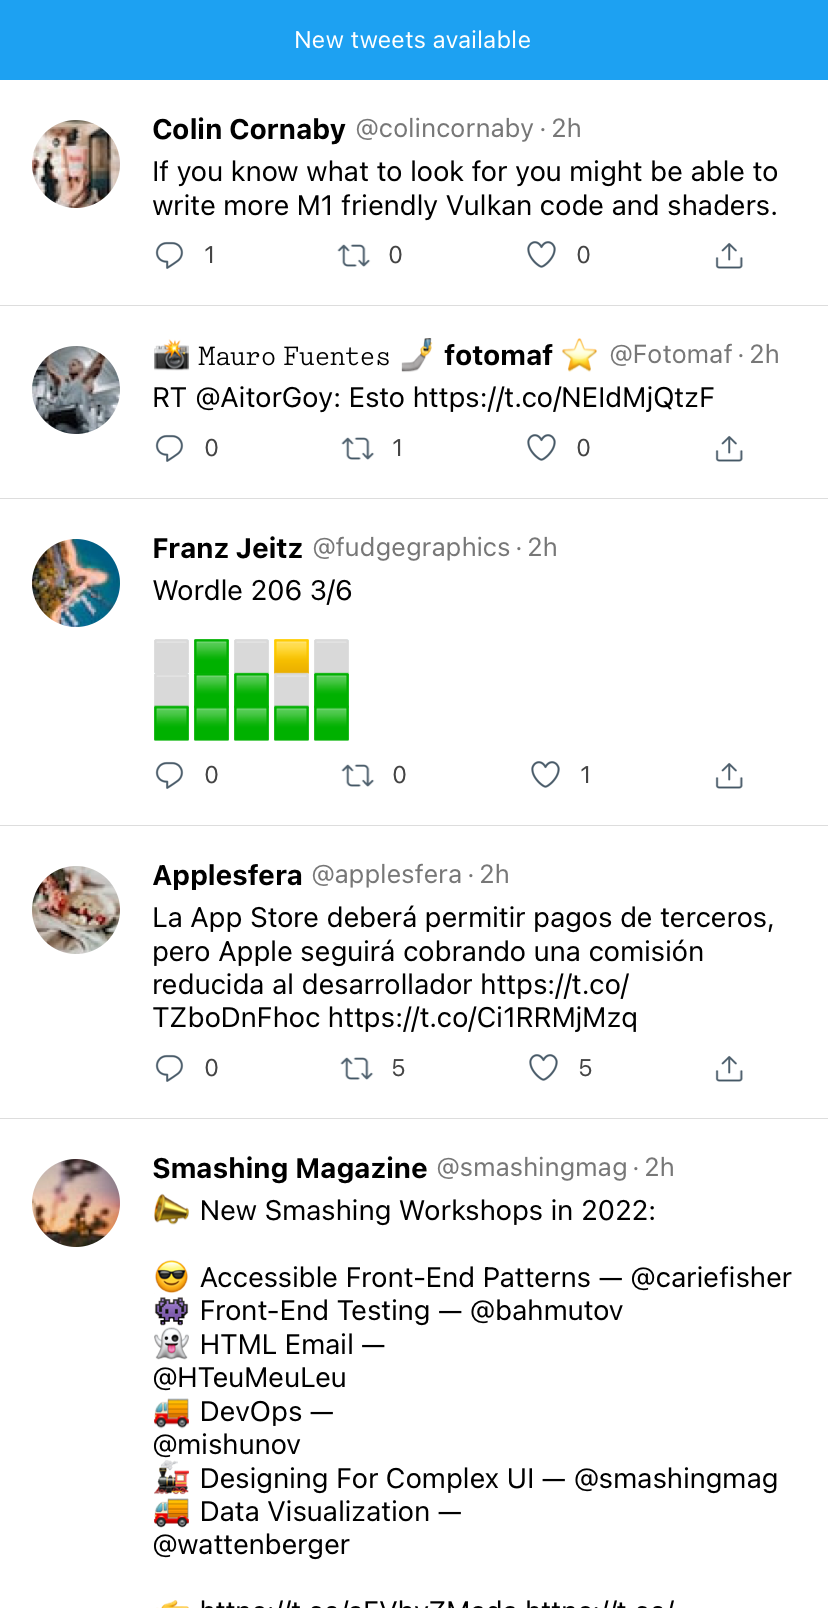 New tweets available
Colin Cornaby @colincornaby · 2h
If you know what to look for you might be able to
write more M1 friendly Vulkan code and shaders.
1 0 0
📸 𝙼𝚊𝚞𝚛𝚘 𝙵𝚞𝚎𝚗𝚝𝚎𝚜 🤳 fotomaf ⭐ @Fotomaf · 2h
RT @AitorGoy: Esto https://t.co/NEIdMjQtzF
0 1 0
Franz Jeitz @fudgegraphics · 2h
Wordle 206 3/6
0 0 1
Applesfera @applesfera · 2h
La App Store deberá permitir pagos de terceros,
pero Apple seguirá cobrando una comisión
reducida al desarrollador https://t.co/
TZboDnFhoc https://t.co/Ci1RRMjMzq
0 5 5
Smashing Magazine @smashingmag · 2h
📣 New Smashing Workshops in 2022:
😎 Accessible Front-End Patterns — @cariefisher
👾 Front-End Testing — @bahmutov
👻 HTML Email —
@HTeuMeuLeu
🚚 DevOps —
@mishunov
🚂 Designing For Complex UI — @smashingmag
🚚 Data Visualization —
@wattenberger